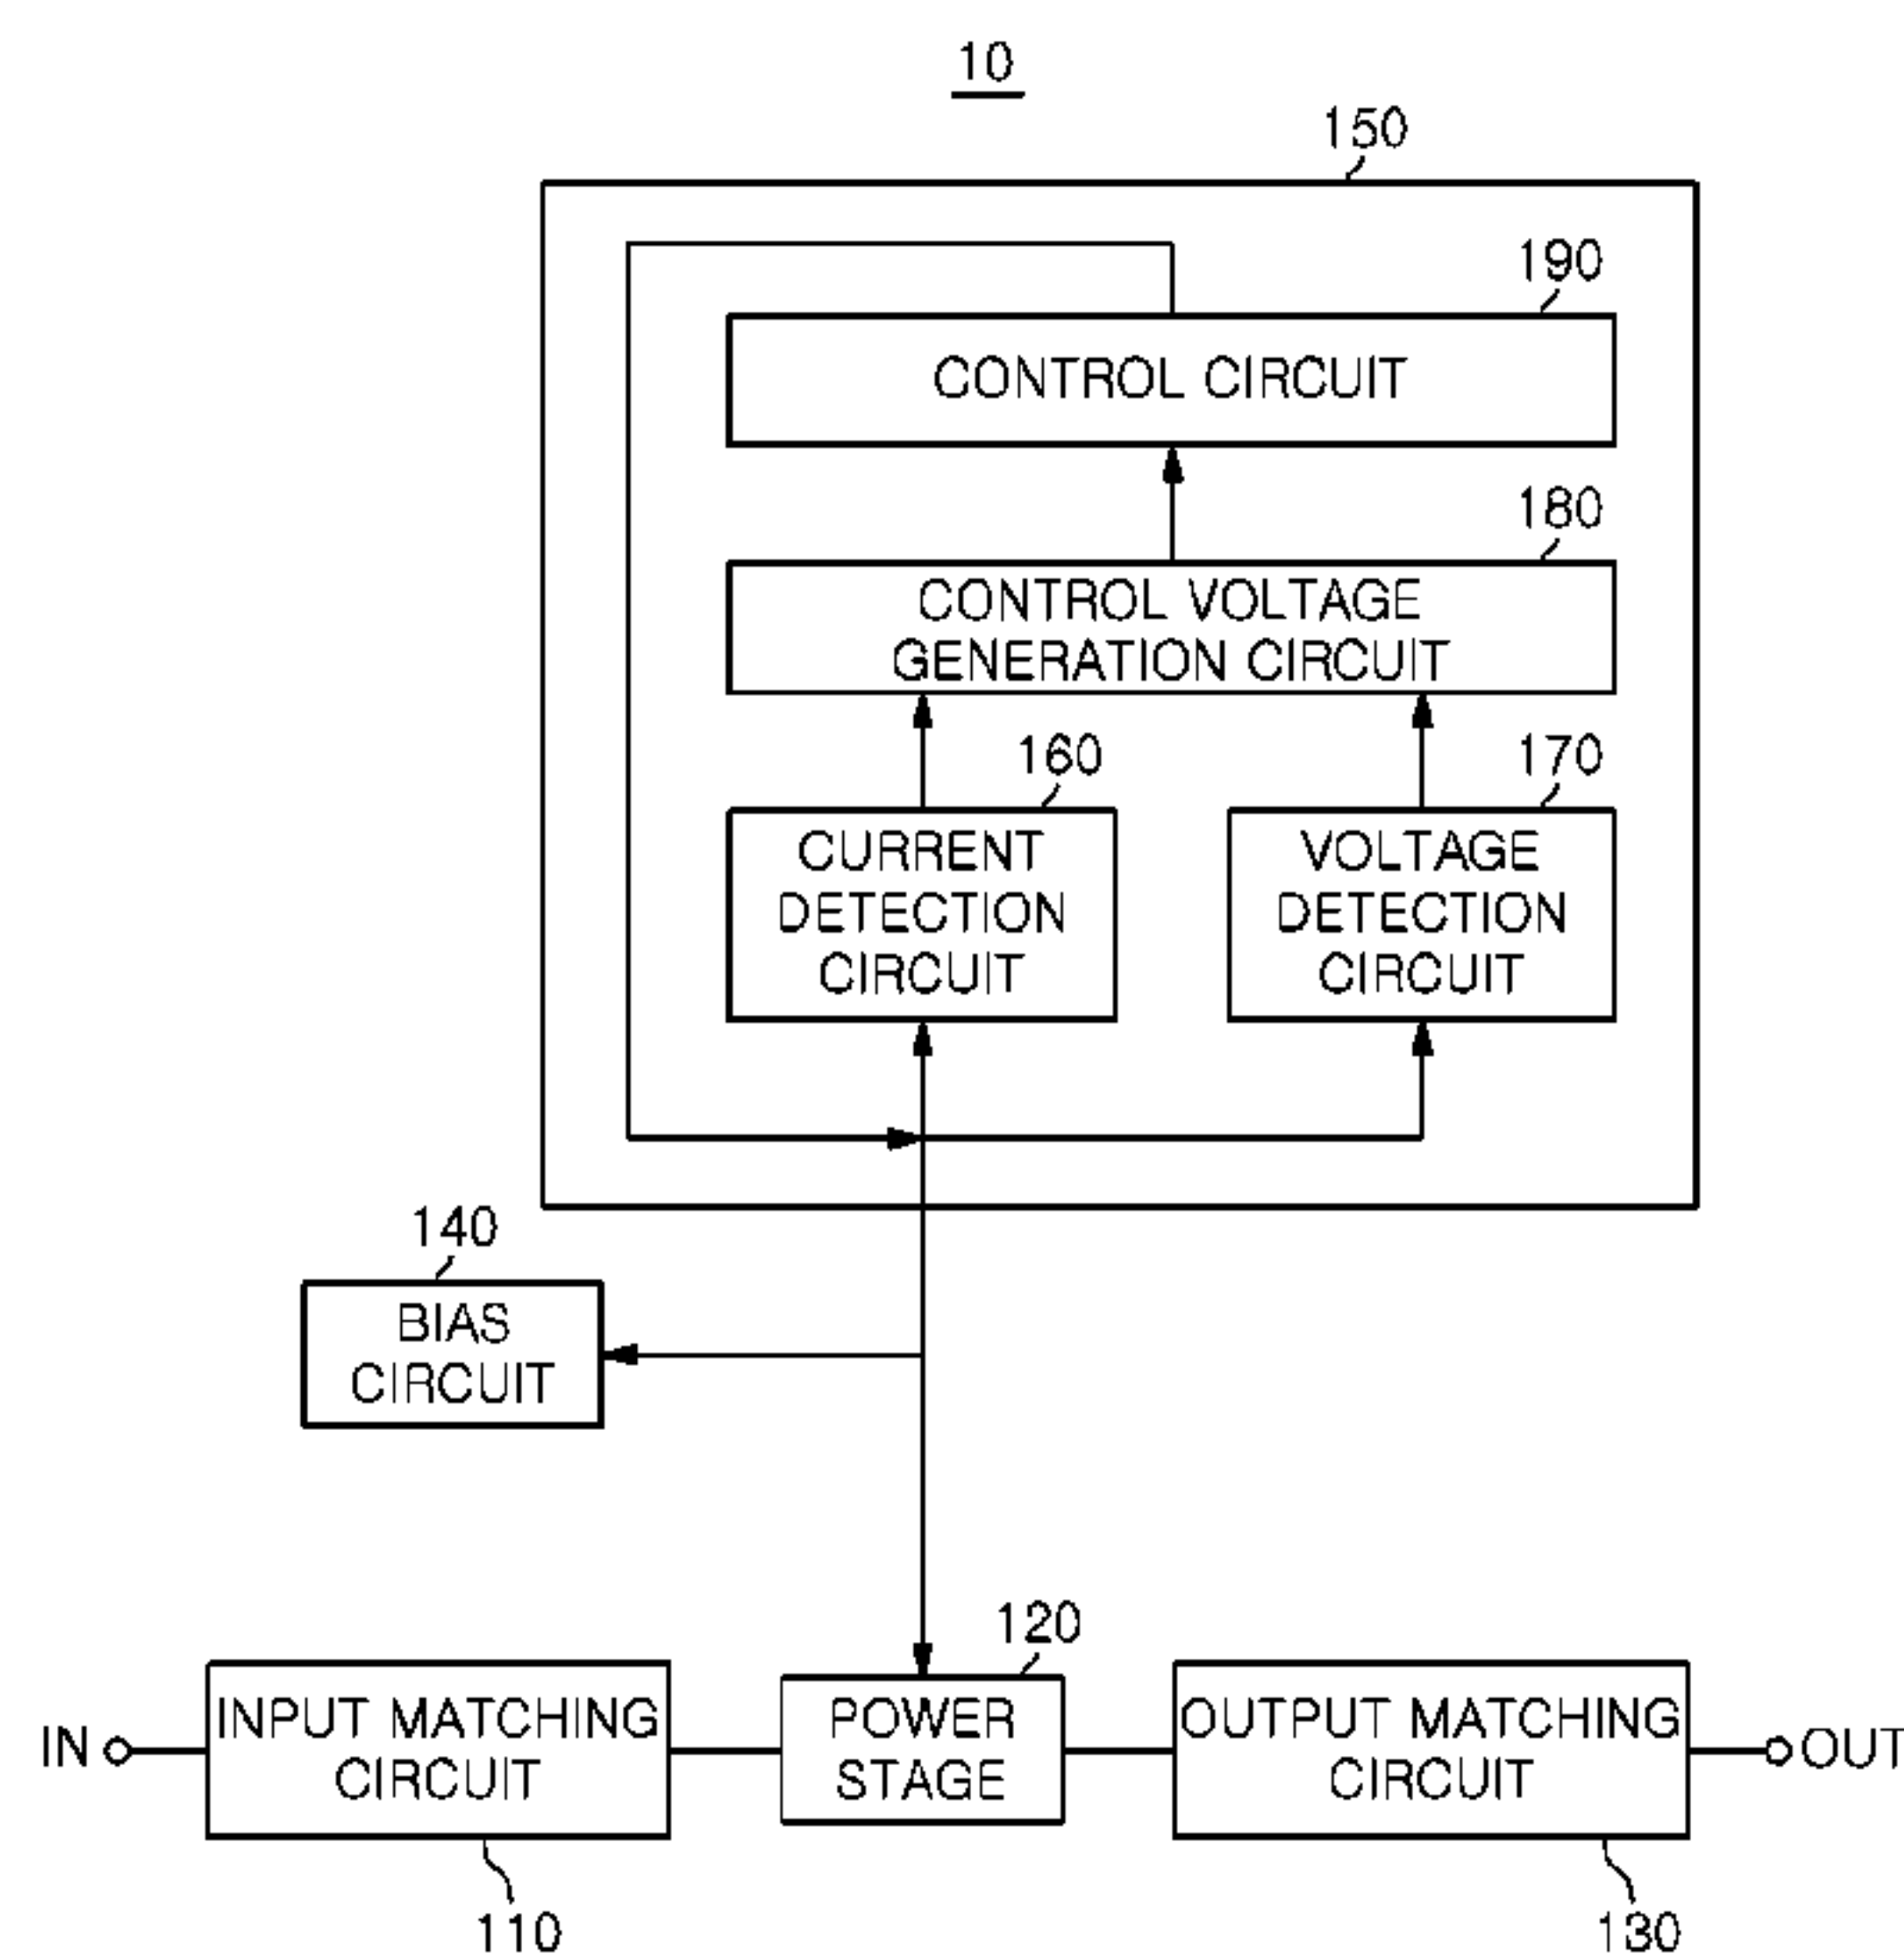 10
150
190
CONTROL CIRCUIT
180
CONTROL VOLTAGE
GENERATION CIRCUIT
160
170
CURRENT
DETECTION
CIRCUIT
VOLTAGE
DETECTION
CIRCUIT
140
BIAS
CIRCUIT
120
IN
INPUT MATCHING
CIRCUIT
POWER
STAGE
OUTPUT MATCHING
CIRCUIT
OUT
110
130